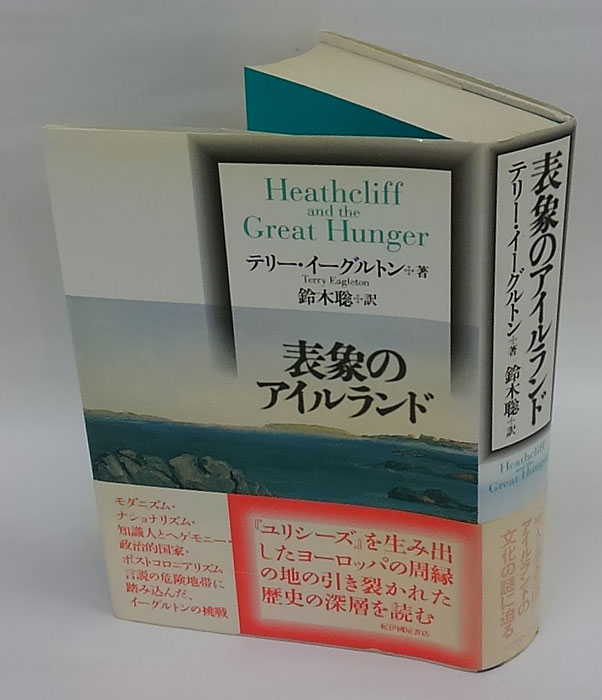 Heathcliff
and the
Great Hunger
テリー・イーグルトン 著
Terry Eagleton
鈴木聡 訳
表象の
アイルランド
モダニズム・
ナショナリズム・
知識人とヘゲモニー・
政治的国家・
ポストコロニアリズム
言説の危険地帯に
踏み込んだ、
イーグルトンの挑戦
『ユリシーズ』を生み出
したヨーロッパの周縁
の地の引き裂かれた
歴史の深層を読む
紀伊國屋書店
表象のアイルランド
テリー・イーグルトン 著
鈴木聡 訳
Heathcliff
and the
Great Hunger
アイルランドの
文化の謎に迫る